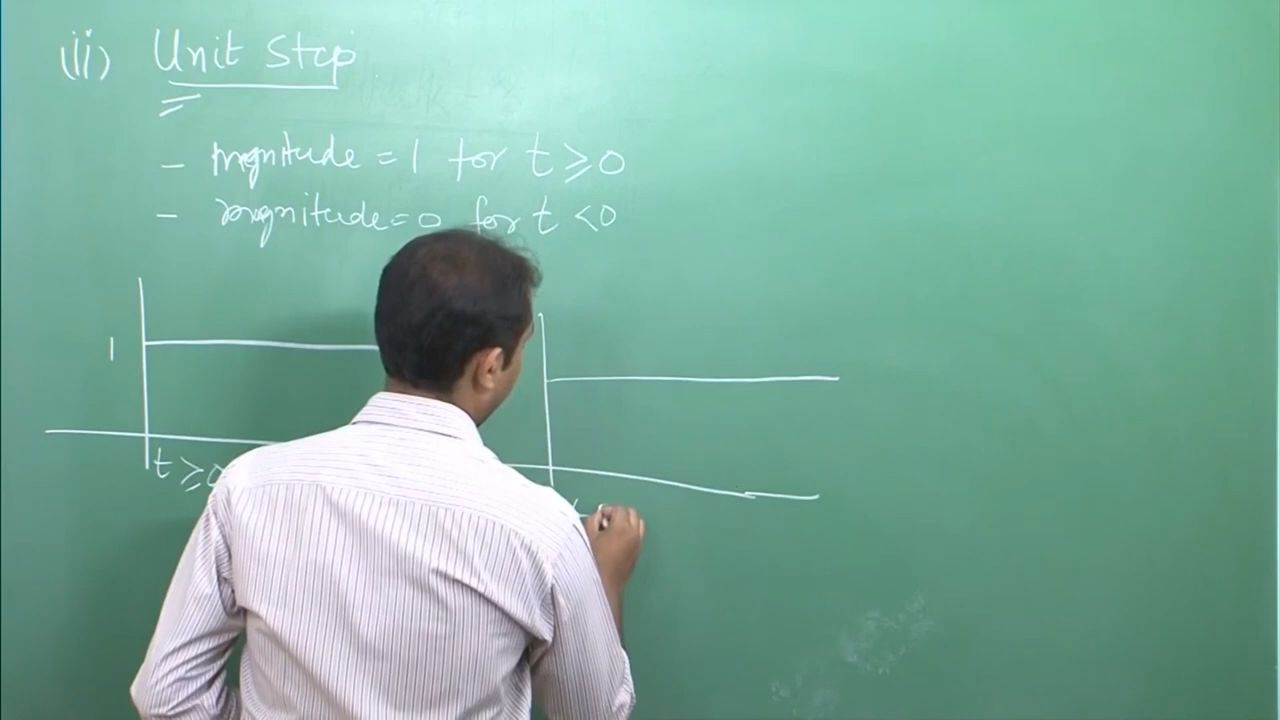 (ii) Unit Step
- magnitude = 1 for t ≥ 0
- magnitude = 0 for t < 0
1
t ≥ 0